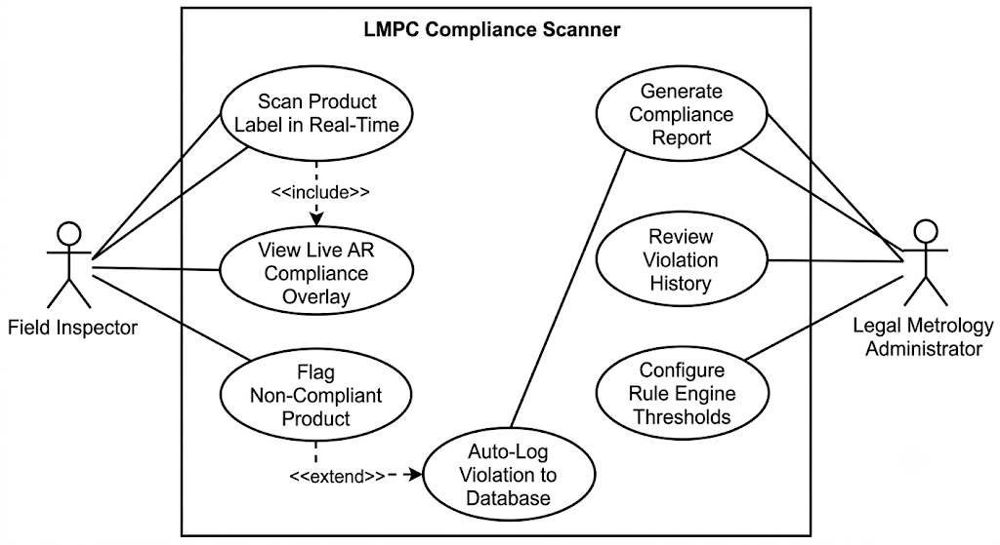 LMPC Compliance Scanner
Scan Product
Label in Real-Time
<<include>>
View Live AR
Compliance
Overlay
Flag
Non-Compliant
Product
<<extend>>
Auto-Log
Violation to
Database
Generate
Compliance
Report
Review
Violation
History
Configure
Rule Engine
Thresholds
Field Inspector
Legal Metrology
Administrator